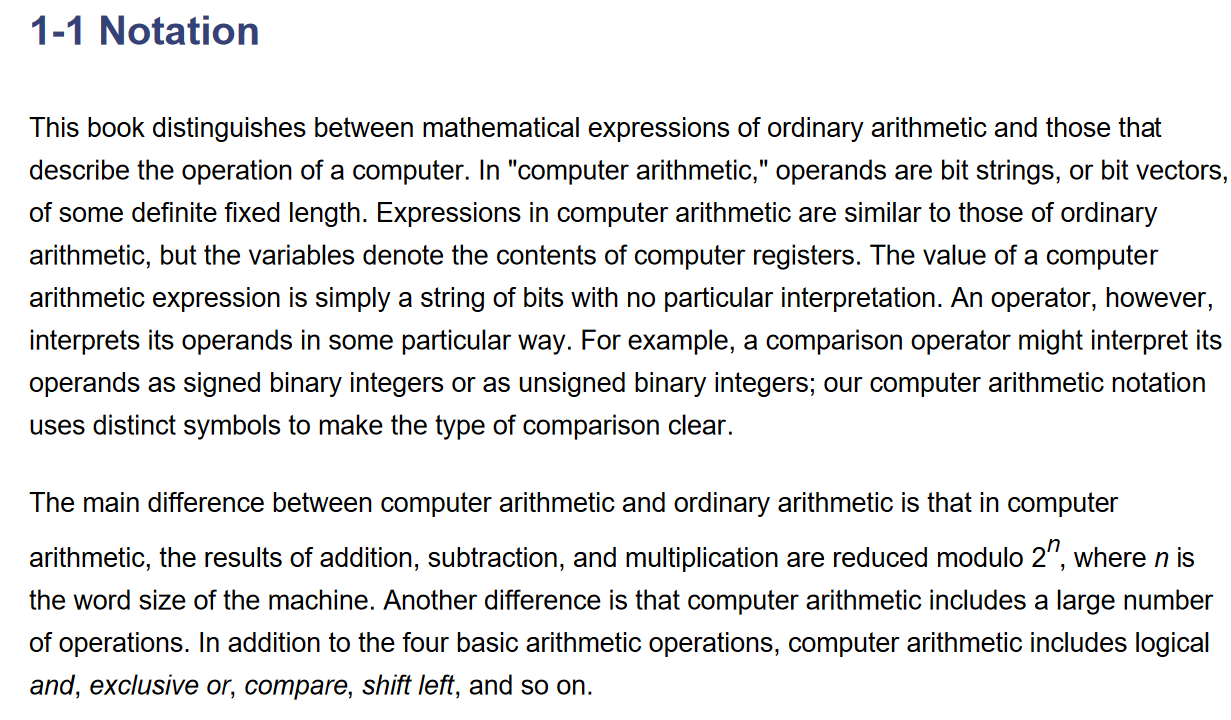 1-1 Notation
This book distinguishes between mathematical expressions of ordinary arithmetic and those that
describe the operation of a computer. In "computer arithmetic," operands are bit strings, or bit vectors,
of some definite fixed length. Expressions in computer arithmetic are similar to those of ordinary
arithmetic, but the variables denote the contents of computer registers. The value of a computer
arithmetic expression is simply a string of bits with no particular interpretation. An operator, however,
interprets its operands in some particular way. For example, a comparison operator might interpret its
operands as signed binary integers or as unsigned binary integers; our computer arithmetic notation
uses distinct symbols to make the type of comparison clear.
The main difference between computer arithmetic and ordinary arithmetic is that in computer
arithmetic, the results of addition, subtraction, and multiplication are reduced modulo 2ⁿ, where n is
the word size of the machine. Another difference is that computer arithmetic includes a large number
of operations. In addition to the four basic arithmetic operations, computer arithmetic includes logical
and, exclusive or, compare, shift left, and so on.